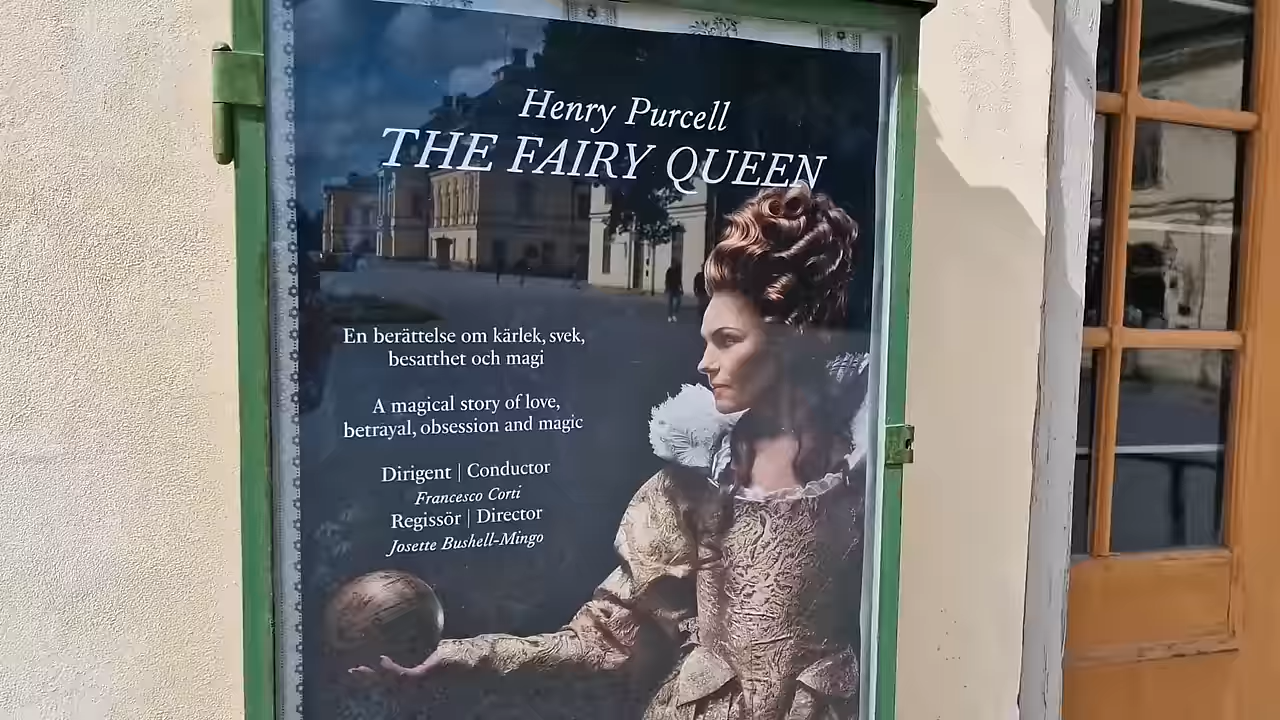 Henry Purcell
THE FAIRY QUEEN
En berättelse om kärlek, svek,
besatthet och magi
A magical story of love,
betrayal, obsession and magic
Dirigent | Conductor
Francesco Corti
Regissör | Director
Josette Bushell-Mingo